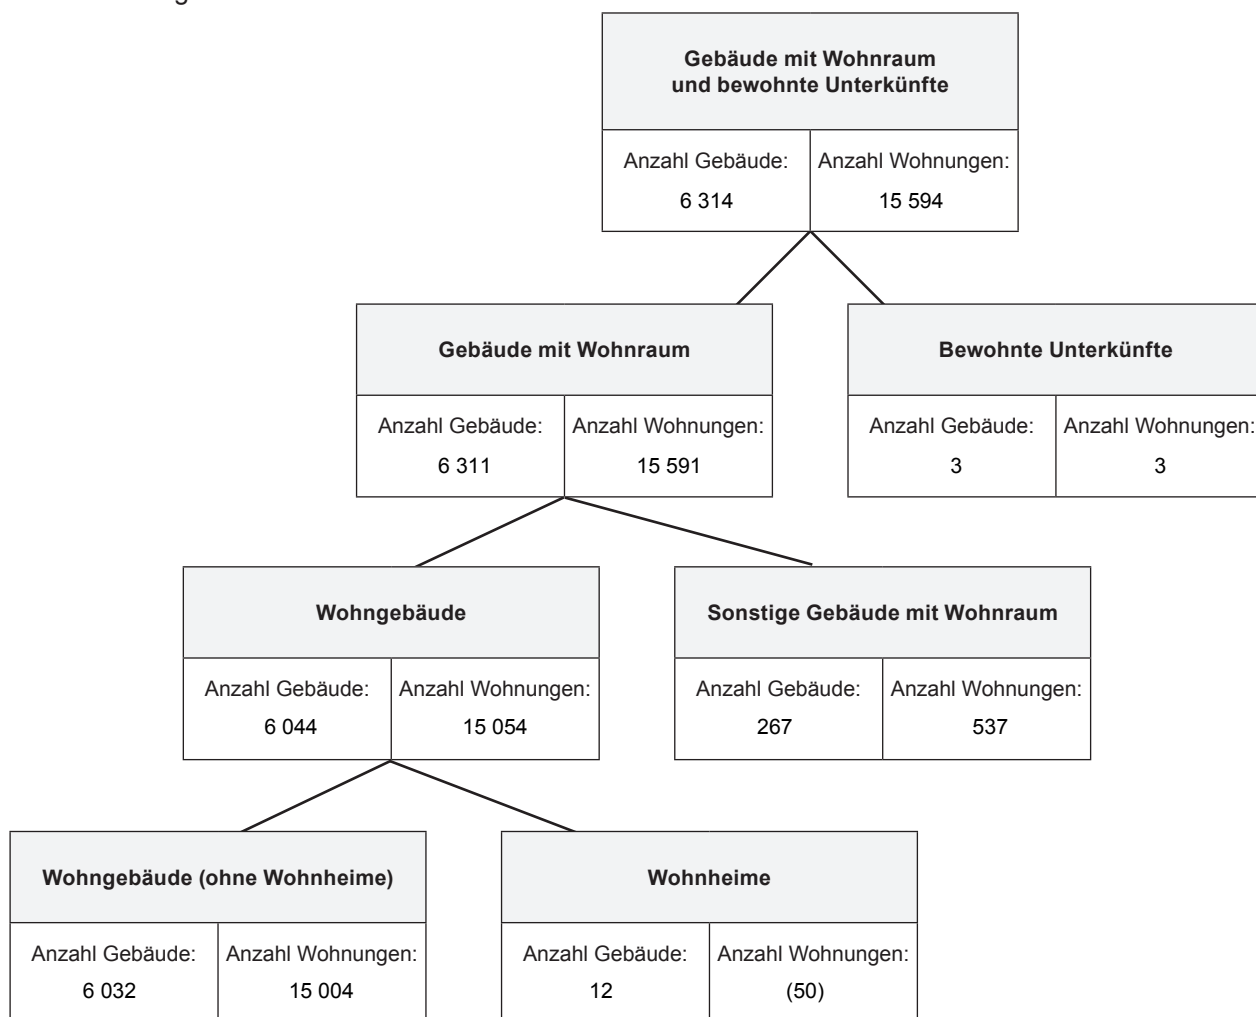 Gebäude mit Wohnraum
und bewohnte Unterkünfte
Anzahl Gebäude: Anzahl Wohnungen:
6 314 15 594
Gebäude mit Wohnraum Bewohnte Unterkünfte
Anzahl Gebäude: Anzahl Wohnungen: Anzahl Gebäude: Anzahl Wohnungen:
6 311 15 591 3 3
Wohngebäude Sonstige Gebäude mit Wohnraum
Anzahl Gebäude: Anzahl Wohnungen: Anzahl Gebäude: Anzahl Wohnungen:
6 044 15 054 267 537
Wohngebäude (ohne Wohnheime) Wohnheime
Anzahl Gebäude: Anzahl Wohnungen: Anzahl Gebäude: Anzahl Wohnungen:
6 032 15 004 12 (50)